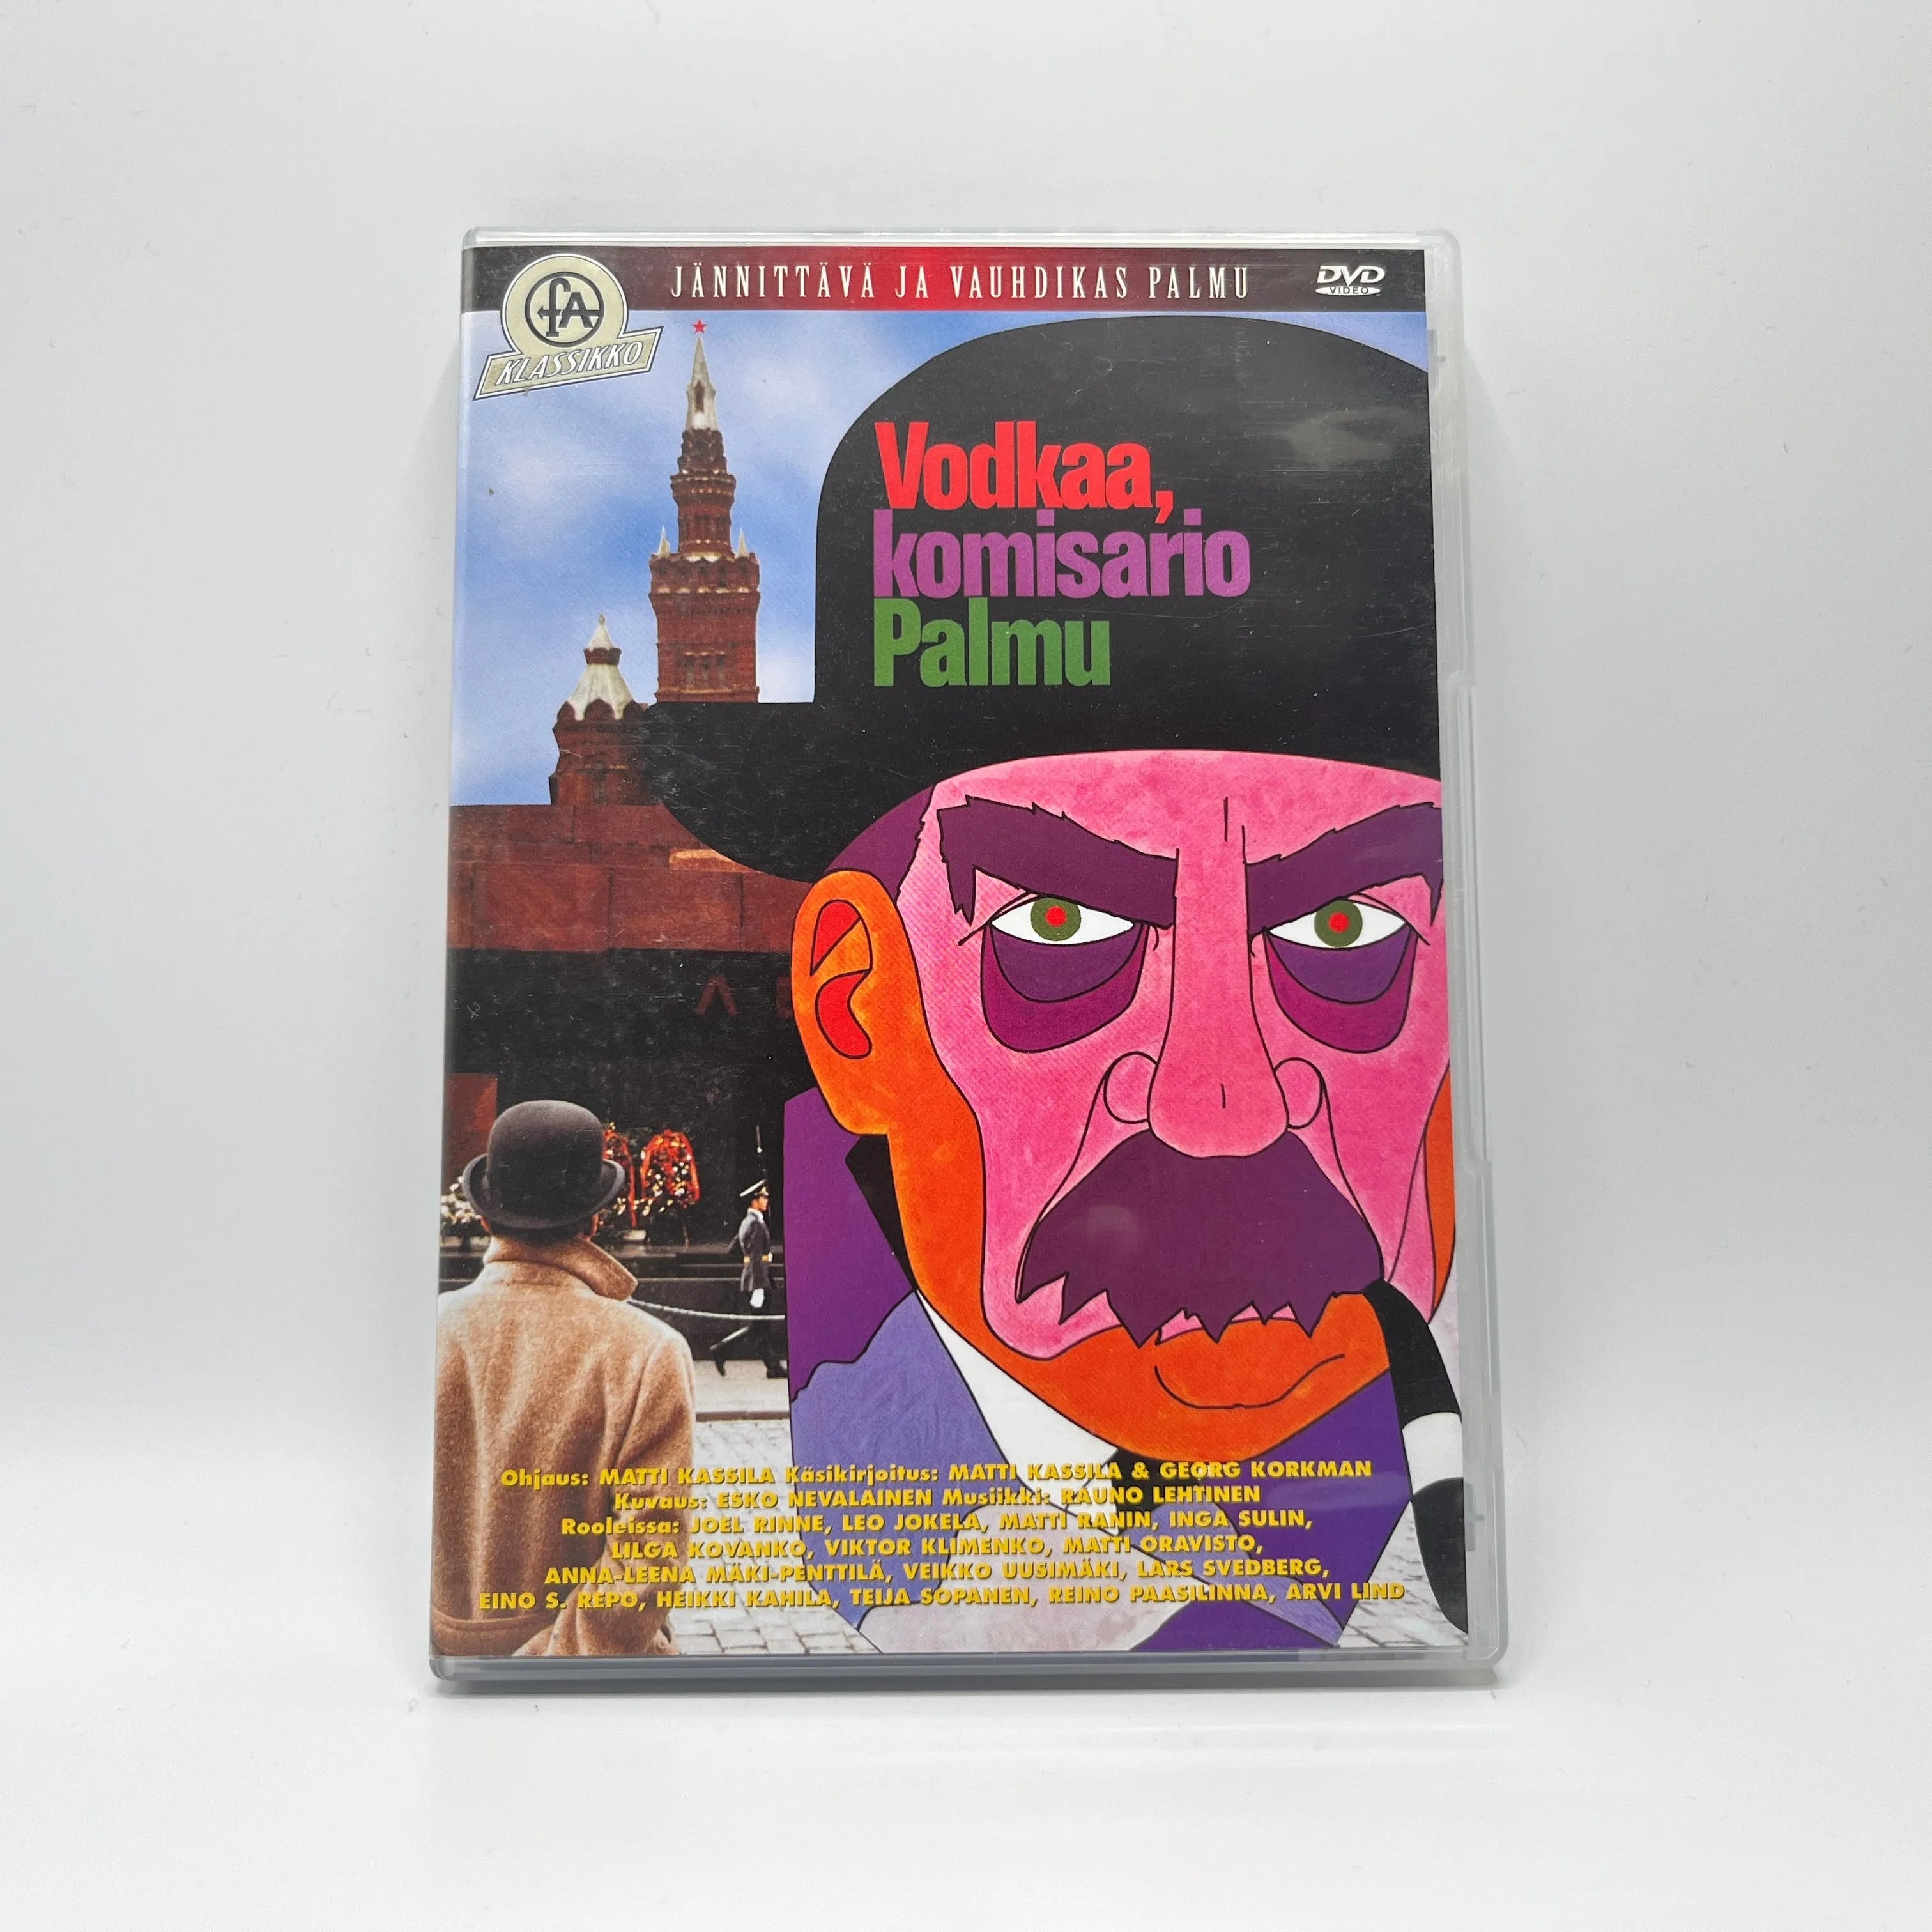 JÄNNITTÄVÄ JA VAUHDIKAS PALMU
DVD
VIDEO
fA
KLASSIKKO
Vodkaa,
komisario
Palmu
Ohjaus: MATTI KASSILA Käsikirjoitus: MATTI KASSILA & GEORG KORKMAN
Kuvaus: ESKO NEVALAINEN Musiikki: RAUNO LEHTINEN
Rooleissa: JOEL RINNE, LEO JOKELA, MATTI RANIN, INGA SULIN,
LILGA KOVANKO, VIKTOR KLIMENKO, MATTI ORAVISTO,
ANNA-LEENA MÄKI-PENTTILÄ, VEIKKO UUSIMÄKI, LARS SVEDBERG,
EINO S. REPO, HEIKKI KAHILA, TEIJA SOPANEN, REINO PAASILINNA, ARVI LIND